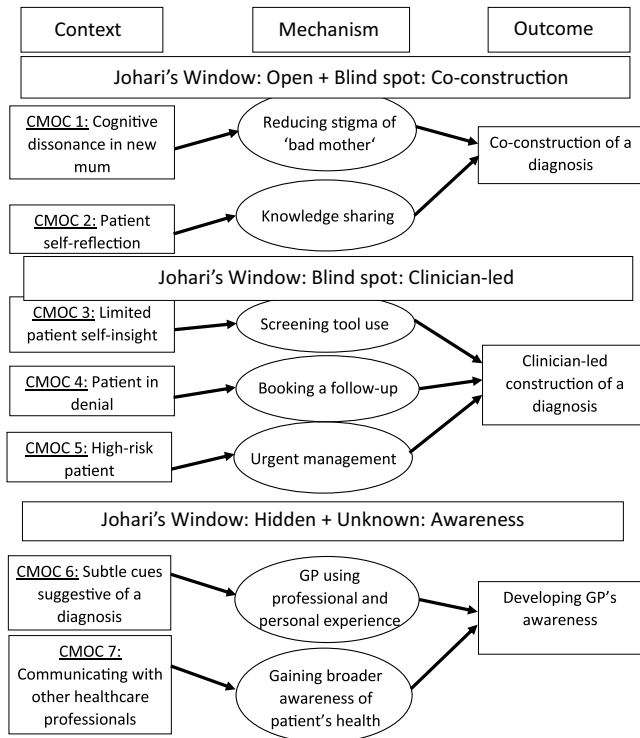 Context
Mechanism
Outcome
Johari's Window: Open + Blind spot: Co-construction
CMOC 1: Cognitive
dissonance in new
mum
Reducing stigma of
‘bad mother‘
Co-construction of a
diagnosis
CMOC 2: Patient
self-reflection
Knowledge sharing
Johari's Window: Blind spot: Clinician-led
CMOC 3: Limited
patient self-insight
Screening tool use
Clinician-led
construction of a
diagnosis
CMOC 4: Patient in
denial
Booking a follow-up
CMOC 5: High-risk
patient
Urgent management
Johari's Window: Hidden + Unknown: Awareness
CMOC 6: Subtle cues
suggestive of a
diagnosis
GP using
professional and
personal experience
Developing GP's
awareness
CMOC 7:
Communicating with
other healthcare
professionals
Gaining broader
awareness of
patient's health